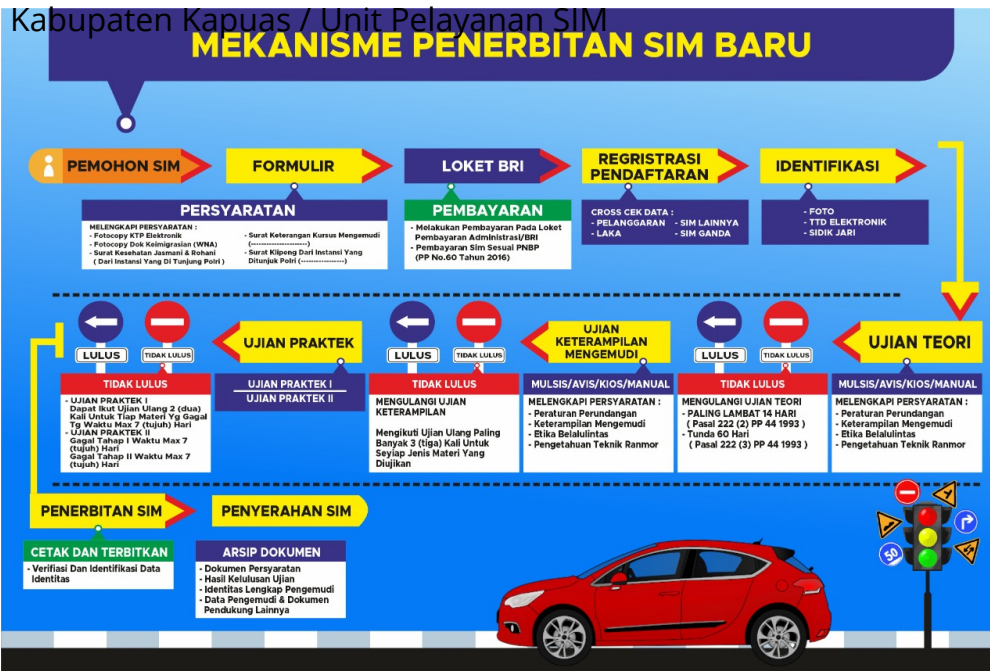 Kabupaten Kapuas / Unit Pelayanan SIM
MEKANISME PENERBITAN SIM BARU
PEMOHON SIM
FORMULIR
LOKET BRI
REGRISTRASI
PENDAFTARAN
IDENTIFIKASI
PERSYARATAN
MELENGKAPI PERSYARATAN :
- Fotocopy KTP Elektronik
- Fotocopy Dok Keimigrasian (WNA)
- Surat Kesehatan Jasmani & Rohani
( Dari Instansi Yang Di Tunjung Polri )
- Surat Keterangan Kursus Mengemudi
(----------------------)
- Surat Klipeng Dari Instansi Yang
Ditunjuk Polri (----------------)
PEMBAYARAN
- Melakukan Pembayaran Pada Loket
Pembayaran Administrasi/BRI
- Pembayaran Sim Sesuai PNBP
(PP No.60 Tahun 2016)
CROSS CEK DATA :
- PELANGGARAN - SIM LAINNYA
- LAKA - SIM GANDA
- FOTO
- TTD ELEKTRONIK
- SIDIK JARI
UJIAN TEORI
MULSIS/AVIS/KIOS/MANUAL
MELENGKAPI PERSYARATAN :
- Peraturan Perundangan
- Keterampilan Mengemudi
- Etika Belalulintas
- Pengetahuan Teknik Ranmor
LULUS
TIDAK LULUS
TIDAK LULUS
MENGULANGI UJIAN TEORI
- PALING LAMBAT 14 HARI
( Pasal 222 (2) PP 44 1993 )
- Tunda 60 Hari
( Pasal 222 (3) PP 44 1993 )
UJIAN
KETERAMPILAN
MENGEMUDI
MULSIS/AVIS/KIOS/MANUAL
MELENGKAPI PERSYARATAN :
- Peraturan Perundangan
- Keterampilan Mengemudi
- Etika Belalulintas
- Pengetahuan Teknik Ranmor
LULUS
TIDAK LULUS
TIDAK LULUS
MENGULANGI UJIAN
KETERAMPILAN
Mengikuti Ujian Ulang Paling
Banyak 3 (tiga) Kali Untuk
Seyiap Jenis Materi Yang
Diujikan
UJIAN PRAKTEK
UJIAN PRAKTEK I
UJIAN PRAKTEK II
LULUS
TIDAK LULUS
TIDAK LULUS
- UJIAN PRAKTEK I
Dapat Ikut Ujian Ulang 2 (dua)
Kali Untuk Tiap Materi Yg Gagal
Tg Waktu Max 7 (tujuh) Hari
- UJIAN PRAKTEK II
Gagal Tahap I Waktu Max 7
(tujuh) Hari
Gagal Tahap II Waktu Max 7
(tujuh) Hari
PENERBITAN SIM
CETAK DAN TERBITKAN
- Verifiasi Dan Identifikasi Data
Identitas
PENYERAHAN SIM
ARSIP DOKUMEN
- Dokumen Persyaratan
- Hasil Kelulusan Ujian
- Identitas Lengkap Pengemudi
- Data Pengemudi & Dokumen
Pendukung Lainnya
50